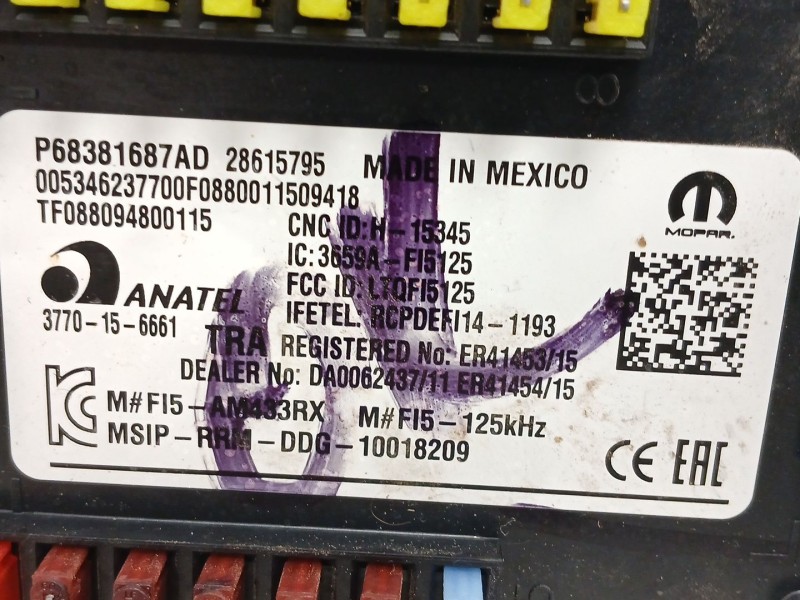 8
P68381687AD 28615795 MADE IN MEXICO
005346237700F0880011509418
TF088094800115
CNC ID:H-15345
IC:3659A-FI5125
FCC ID:LTQFI5125
IFETEL. RCPDEFI14-1193
MOPAR.
ANATEL
3770-15-6661
TRA REGISTERED No: ER41453/15
DEALER No: DA0062437/11 ER41454/15
M#FI5-AM433RX M#FI5-125kHz
MSIP-RRM-DDG-10018209
CE EAC